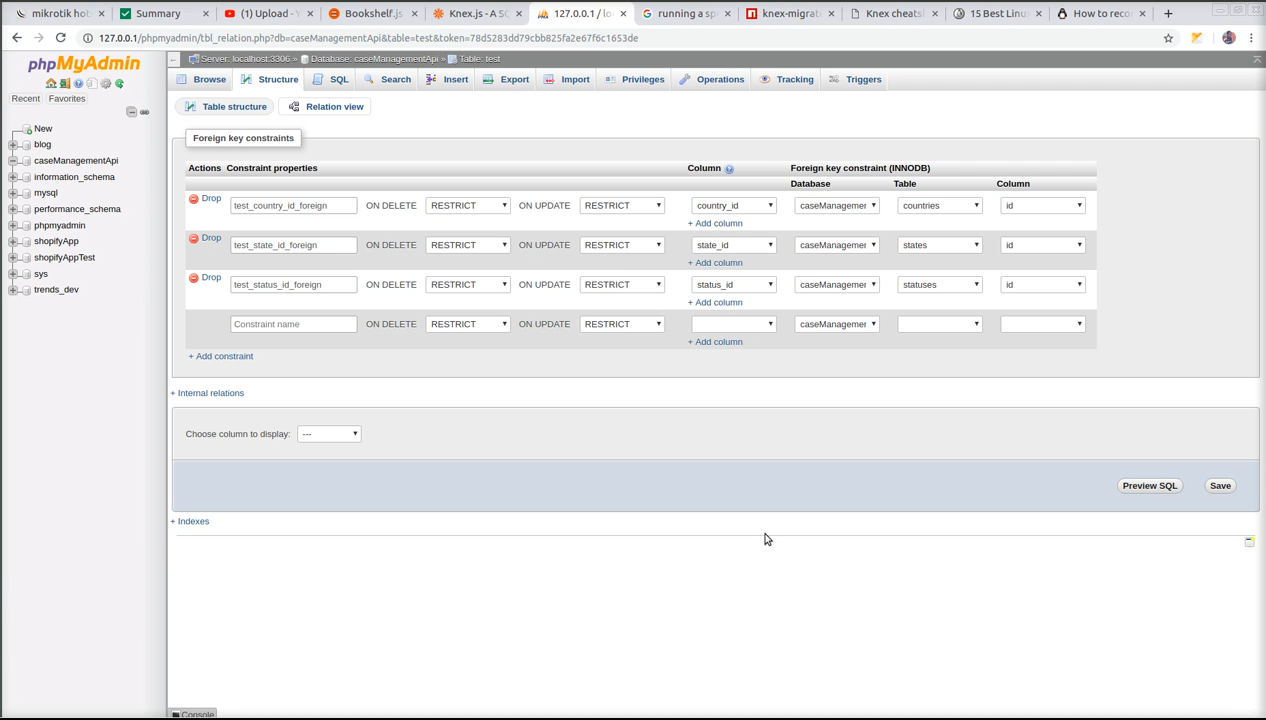 mikrotik hot
Summary
(1) Upload - Y
Bookshelf.js
Knex.js - A SQ
127.0.0.1 / lo
running a spe
knex-migrat
Knex cheats
15 Best Linu
How to reco
127.0.0.1/phpmyadmin/tbl_relation.php?db=caseManagementApi&table=test&token=78d5283dd79cbb825fa2e67f6c1653de
phpMyAdmin
Recent Favorites
New
blog
caseManagementApi
information_schema
mysql
performance_schema
phpmyadmin
shopifyApp
shopifyAppTest
sys
trends_dev
Server: localhost:3306 » Database: caseManagementApi » Table: test
Browse Structure SQL Search Insert Export Import Privileges Operations Tracking Triggers
Table structure Relation view
Foreign key constraints
Actions Constraint properties Column Foreign key constraint (INNODB)
Database Table Column
Drop test_country_id_foreign ON DELETE RESTRICT ON UPDATE RESTRICT country_id caseManagemer countries id
+ Add column
Drop test_state_id_foreign ON DELETE RESTRICT ON UPDATE RESTRICT state_id caseManagemer states id
+ Add column
Drop test_status_id_foreign ON DELETE RESTRICT ON UPDATE RESTRICT status_id caseManagemer statuses id
+ Add column
Constraint name ON DELETE RESTRICT ON UPDATE RESTRICT caseManagemer
+ Add column
+ Add constraint
+ Internal relations
Choose column to display: ---
Preview SQL Save
+ Indexes
Console